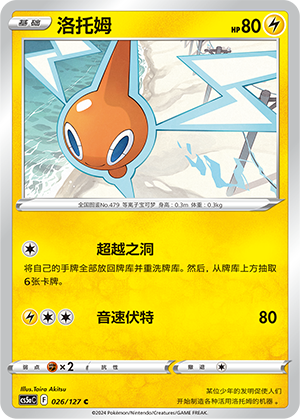 基础
洛托姆
HP80
全国图鉴No.479 等离子宝可梦 身高:0.3m 体重:0.3kg
超越之洞
将自己的手牌全部放回牌库并重洗牌库。然后,从牌库上方抽取
6张卡牌。
音速伏特 80
弱点 ×2 抵抗力 撤退
Illus.Taira Akitsu
CS5aC F 026/127 C
某位少年的发明促使人们
开始制造各种活用洛托姆的机器。
©2024 Pokémon/Nintendo/Creatures/GAME FREAK.